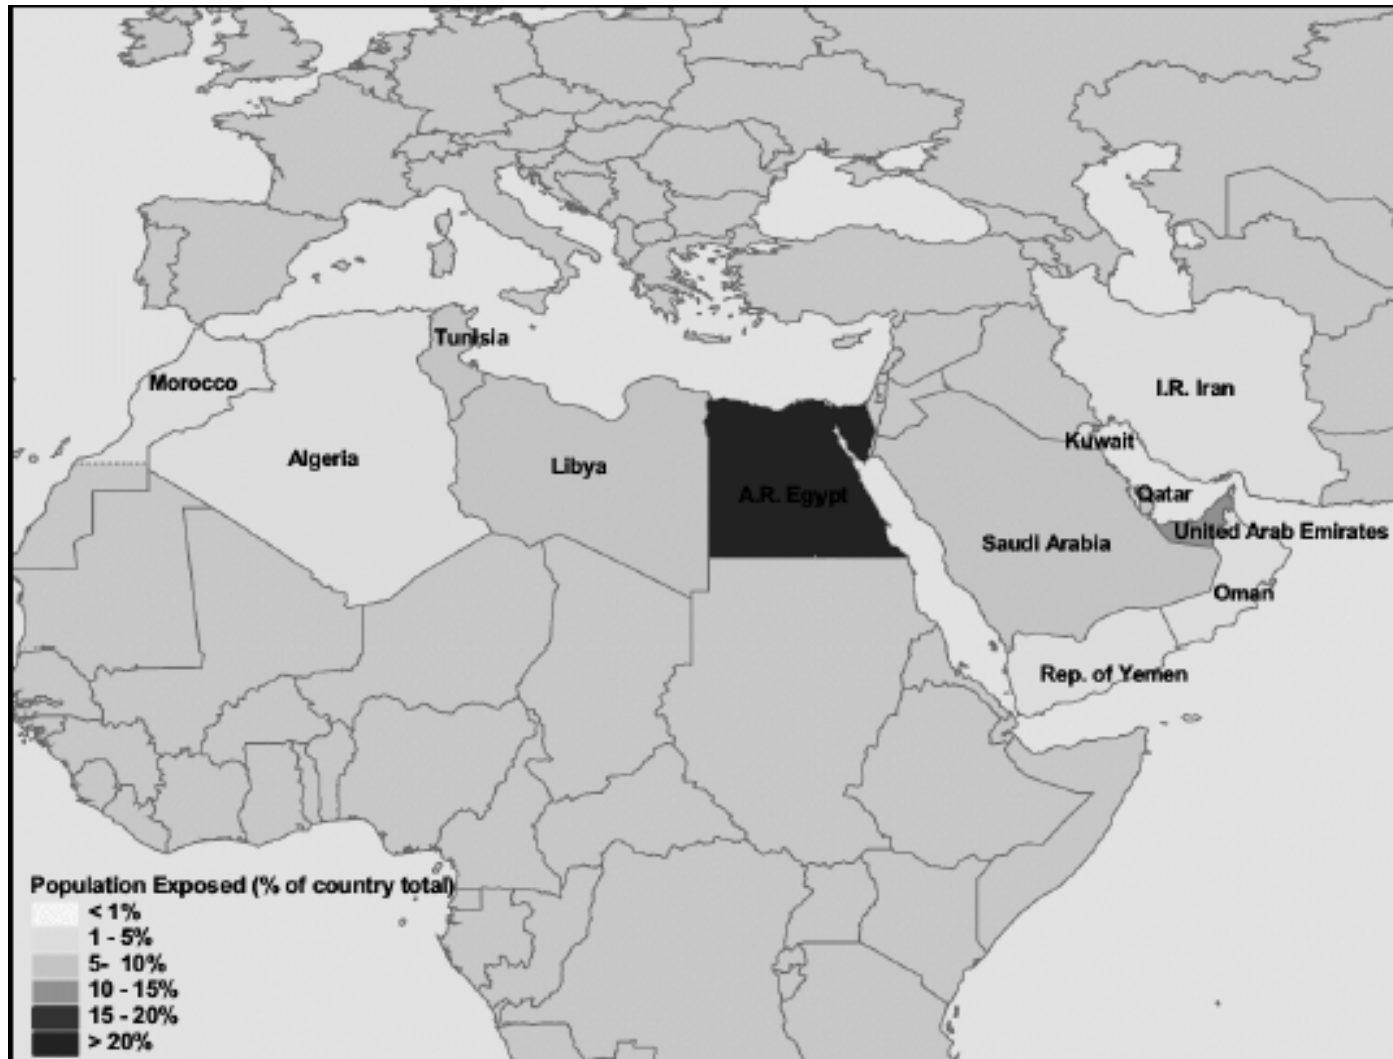 Tunisia
Morocco
I.R. Iran
Kuwait
Algeria
Libya
A.R. Egypt
Qatar
United Arab Emirates
Saudi Arabia
Oman
Rep. of Yemen
Population Exposed (% of country total)
< 1%
1 - 5%
5- 10%
10 - 15%
15 - 20%
> 20%